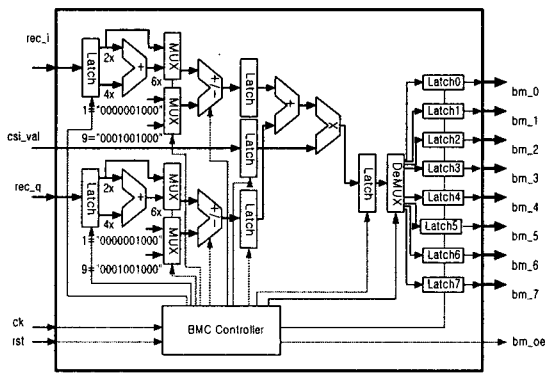 rec_i
Latch
2x
4x
+
MUX
6x
MUX
1="0000001000"
9="0001001000"
+
-
Latch
+
X
csi_val
Latch
rec_q
Latch
2x
4x
+
MUX
6x
MUX
1="0000001000"
9="0001001000"
+
-
Latch
Latch
DeMUX
Latch0
bm_0
Latch1
bm_1
Latch2
bm_2
Latch3
bm_3
Latch4
bm_4
Latch5
bm_5
Latch6
bm_6
Latch7
bm_7
ck
rst
BMC Controller
bm_oe